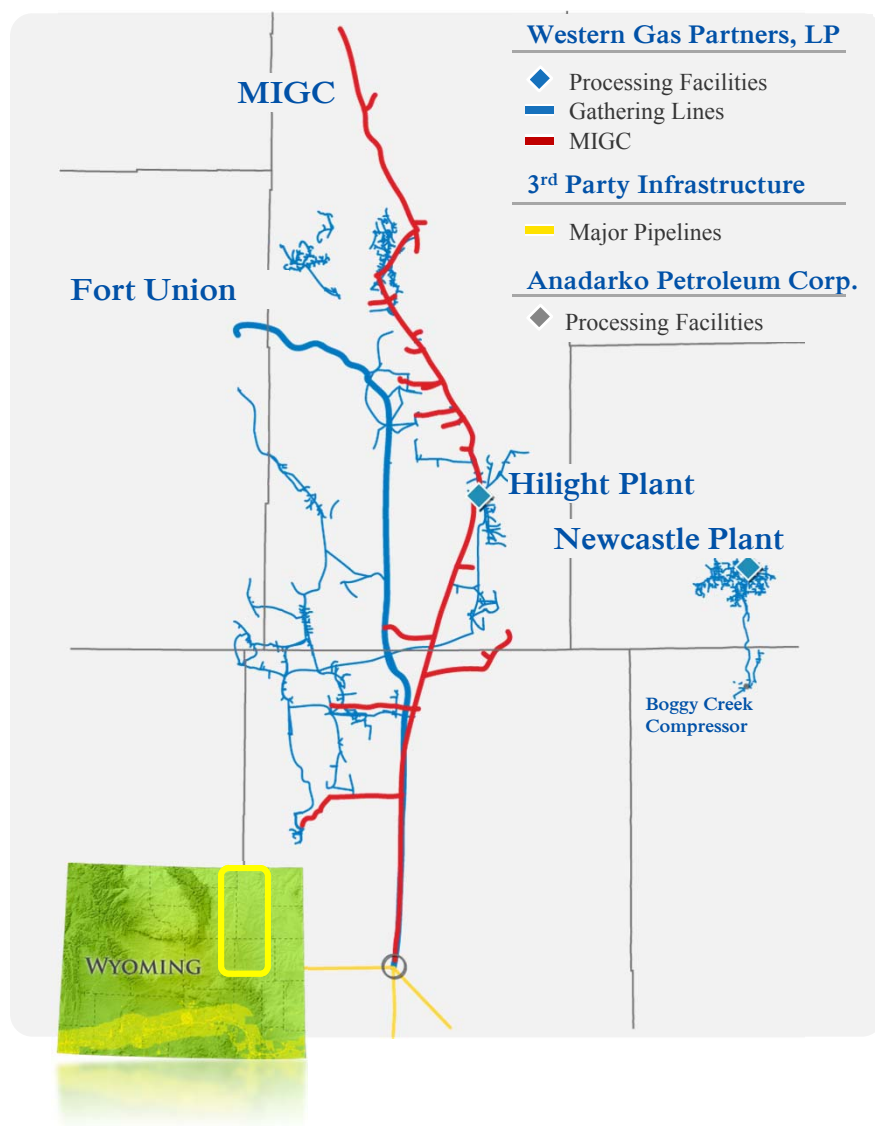 Western Gas Partners, LP
Processing Facilities
Gathering Lines
MIGC
3rd Party Infrastructure
Major Pipelines
Anadarko Petroleum Corp.
Processing Facilities
MIGC
Fort Union
Hilight Plant
Newcastle Plant
Boggy Creek
Compressor
WYOMING